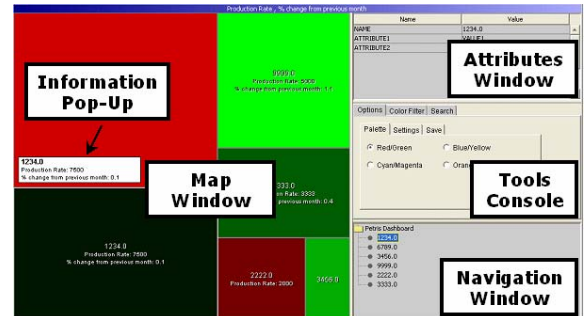 Production Rate , % change from previous month
Name Value
NAME 1234.0
ATTRIBUTE1 VALUE1
ATTRIBUTE2
Attributes
Window
Information
Pop-Up
9999.0
Production Rate: 5000
% change from previous month: 1.1
Options Color Filter Search
Palette Settings Save
Red/Green Blue/Yellow
Cyan/Magenta
Tools
Console
1234.0
Production Rate: 7500
% change from previous month: 0.1
Map
Window
333.0
Rate: 3333
previous month: 0.4
1234.0
Production Rate: 7500
% change from previous month: 0.1
2222.0
Production Rate: 2800
3456.0
Petris Dashboard
1234.0
6789.0
3456.0
9999.0
2222.0
3333.0
Navigation
Window